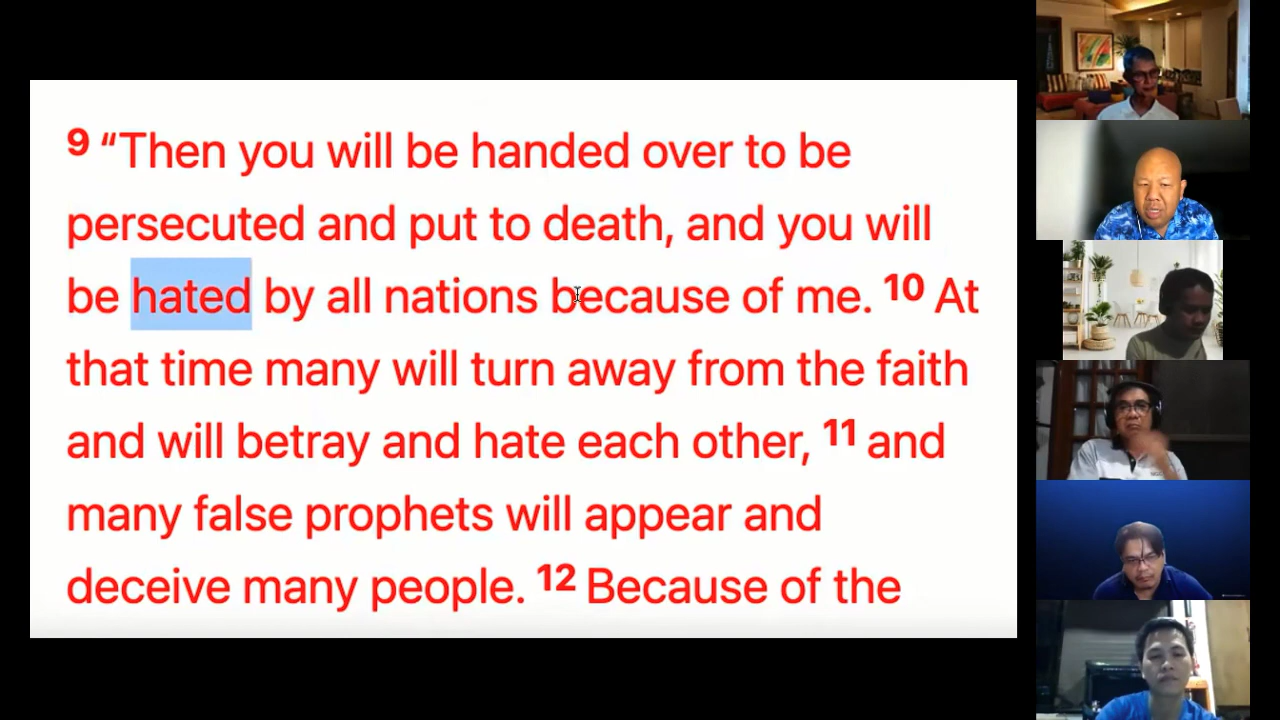 9 “Then you will be handed over to be
persecuted and put to death, and you will
be hated by all nations because of me. 10 At
that time many will turn away from the faith
and will betray and hate each other, 11 and
many false prophets will appear and
deceive many people. 12 Because of the